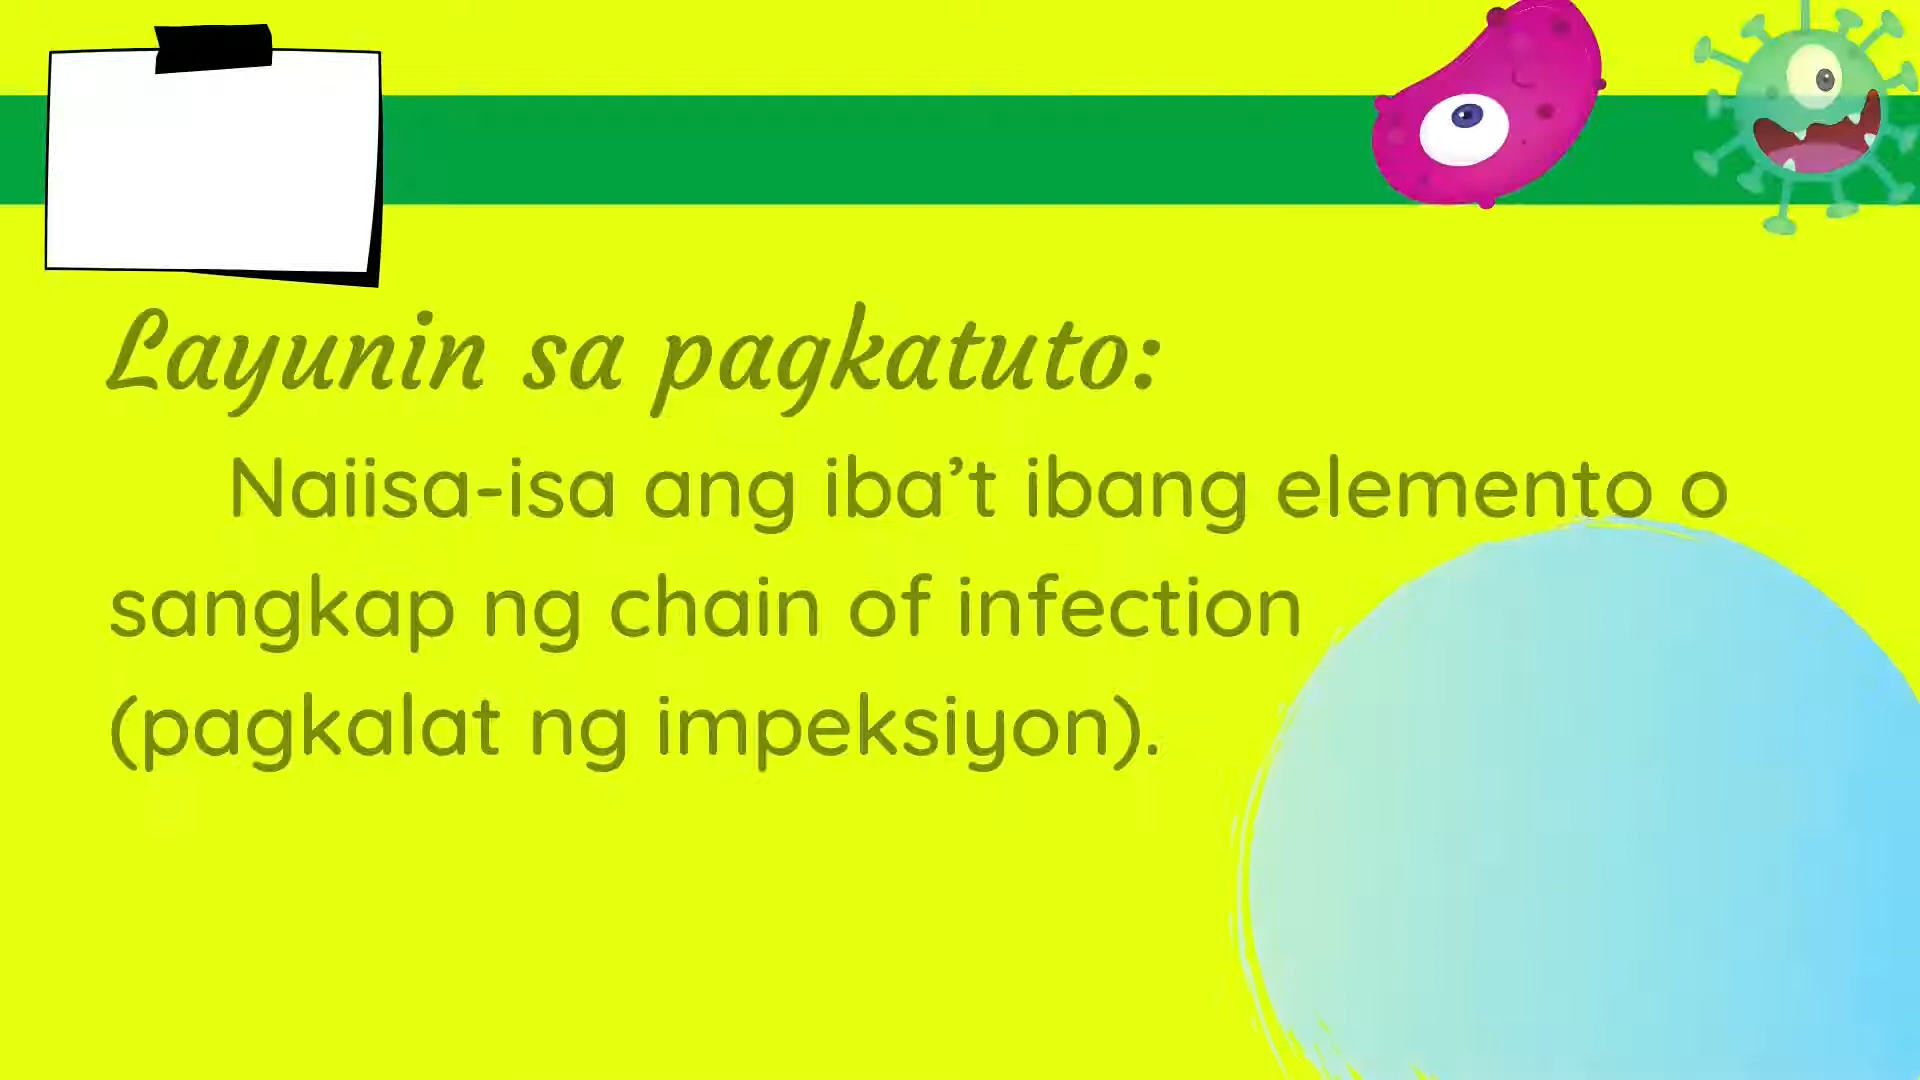 Layunin sa pagkatuto:
Naiisa-isa ang iba’t ibang elemento o
sangkap ng chain of infection
(pagkalat ng impeksiyon).